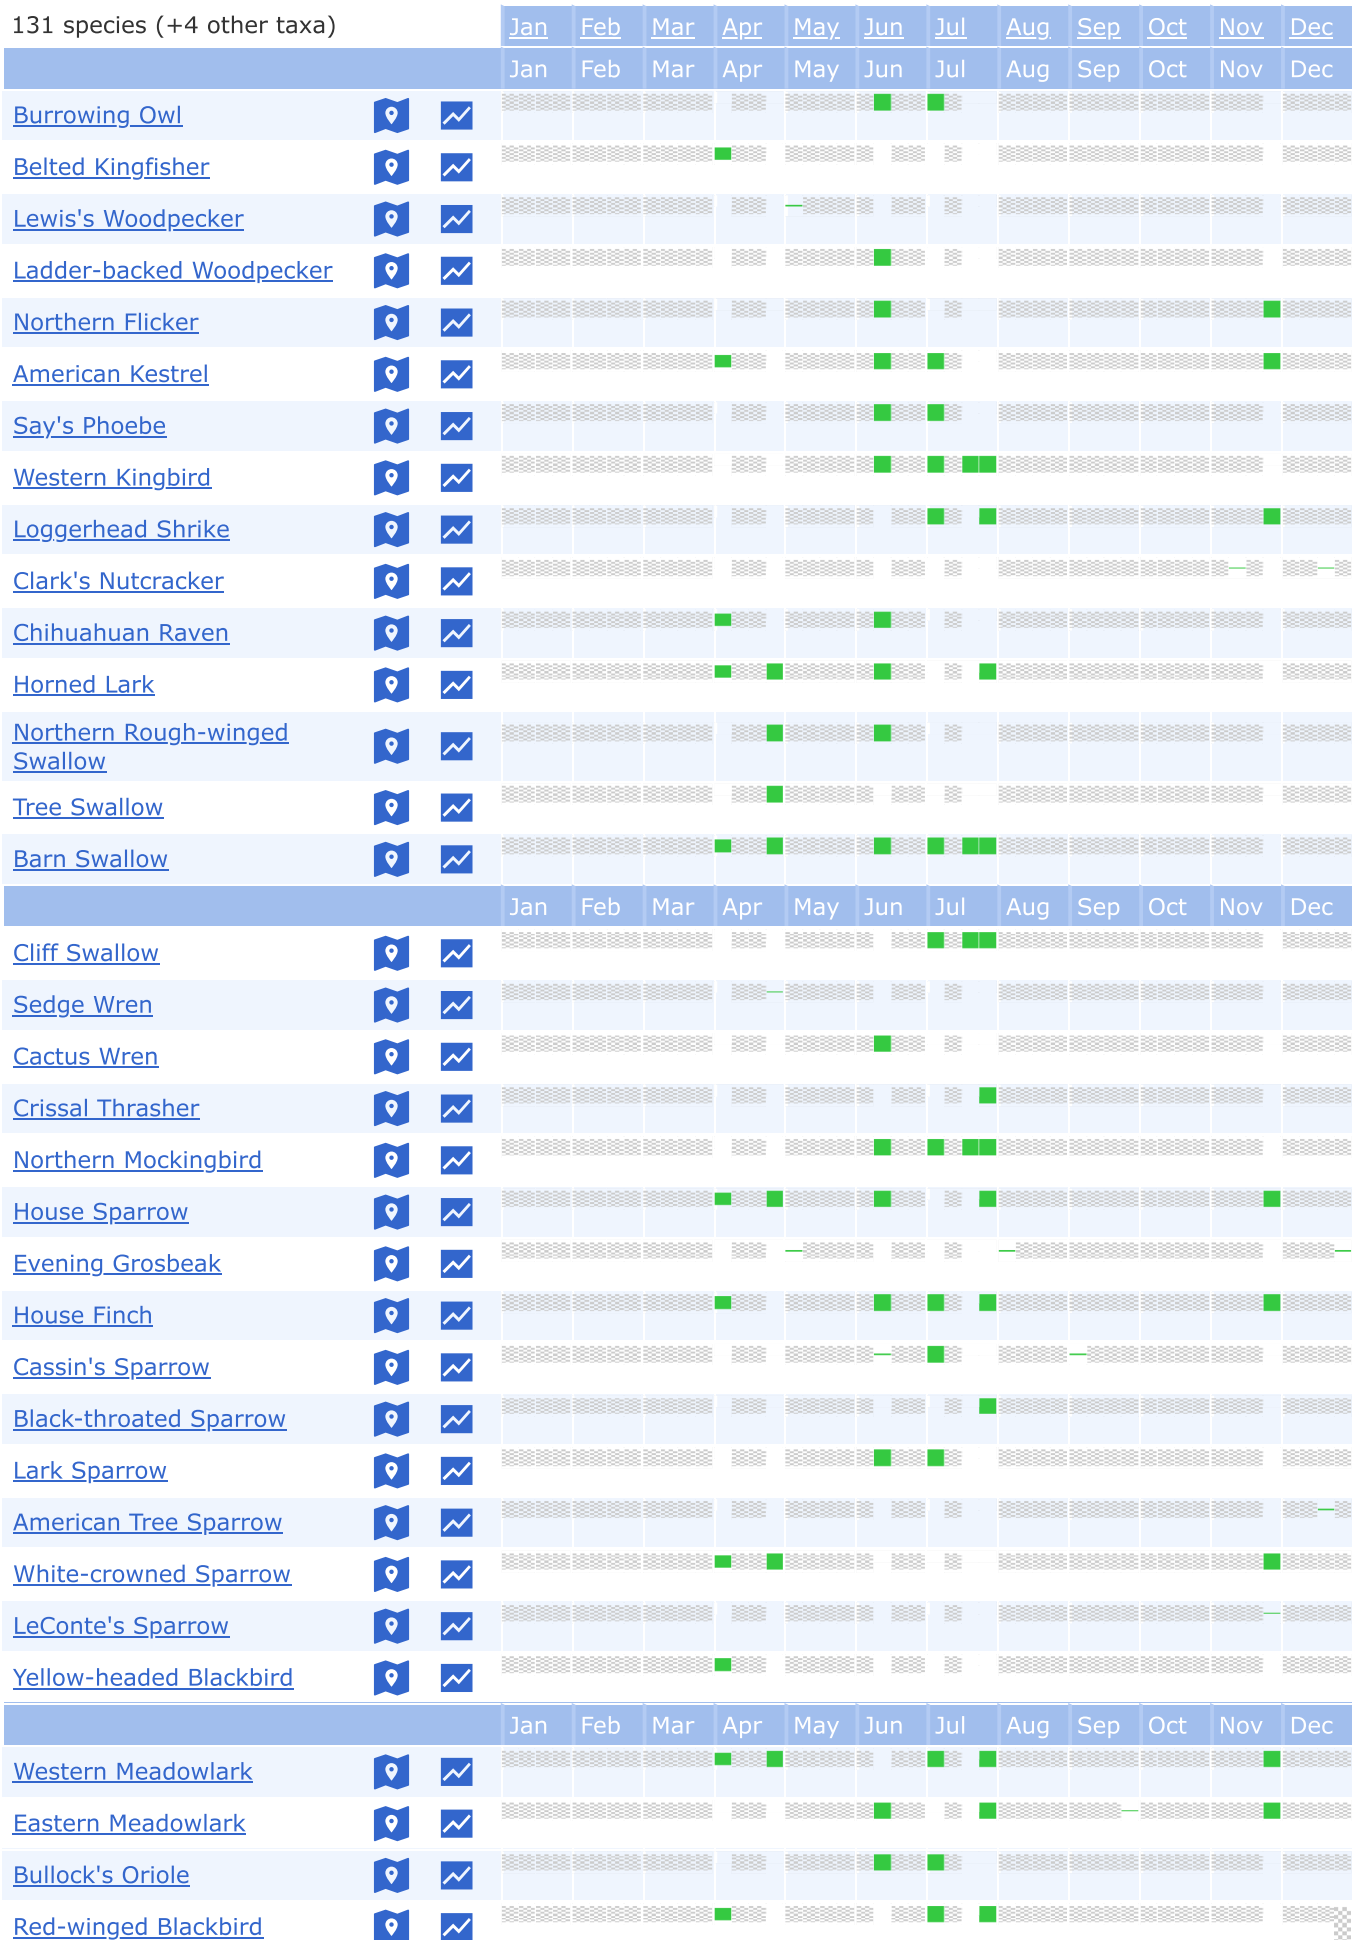 131 species (+4 other taxa) Jan Feb Mar Apr May Jun Jul Aug Sep Oct Nov Dec
Jan Feb Mar Apr May Jun Jul Aug Sep Oct Nov Dec
Burrowing Owl
Belted Kingfisher
Lewis's Woodpecker
Ladder-backed Woodpecker
Northern Flicker
American Kestrel
Say's Phoebe
Western Kingbird
Loggerhead Shrike
Clark's Nutcracker
Chihuahuan Raven
Horned Lark
Northern Rough-winged
Swallow
Tree Swallow
Barn Swallow
Jan Feb Mar Apr May Jun Jul Aug Sep Oct Nov Dec
Cliff Swallow
Sedge Wren
Cactus Wren
Crissal Thrasher
Northern Mockingbird
House Sparrow
Evening Grosbeak
House Finch
Cassin's Sparrow
Black-throated Sparrow
Lark Sparrow
American Tree Sparrow
White-crowned Sparrow
LeConte's Sparrow
Yellow-headed Blackbird
Jan Feb Mar Apr May Jun Jul Aug Sep Oct Nov Dec
Western Meadowlark
Eastern Meadowlark
Bullock's Oriole
Red-winged Blackbird